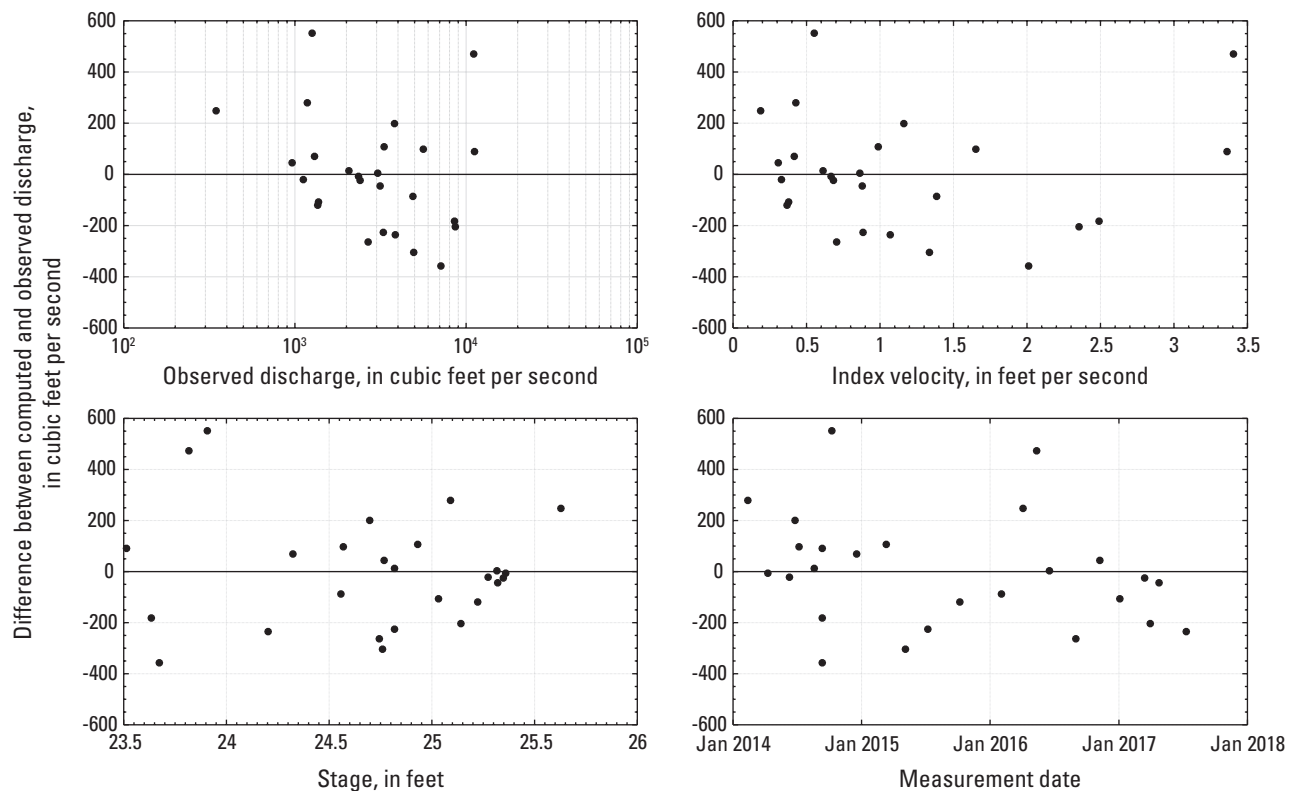 Difference between computed and observed discharge,
in cubic feet per second
600
400
200
0
-200
-400
-600
10² 10³ 10⁴ 10⁵
Observed discharge, in cubic feet per second
600
400
200
0
-200
-400
-600
0 0.5 1 1.5 2 2.5 3 3.5
Index velocity, in feet per second
600
400
200
0
-200
-400
-600
23.5 24 24.5 25 25.5 26
Stage, in feet
600
400
200
0
-200
-400
-600
Jan 2014 Jan 2015 Jan 2016 Jan 2017 Jan 2018
Measurement date